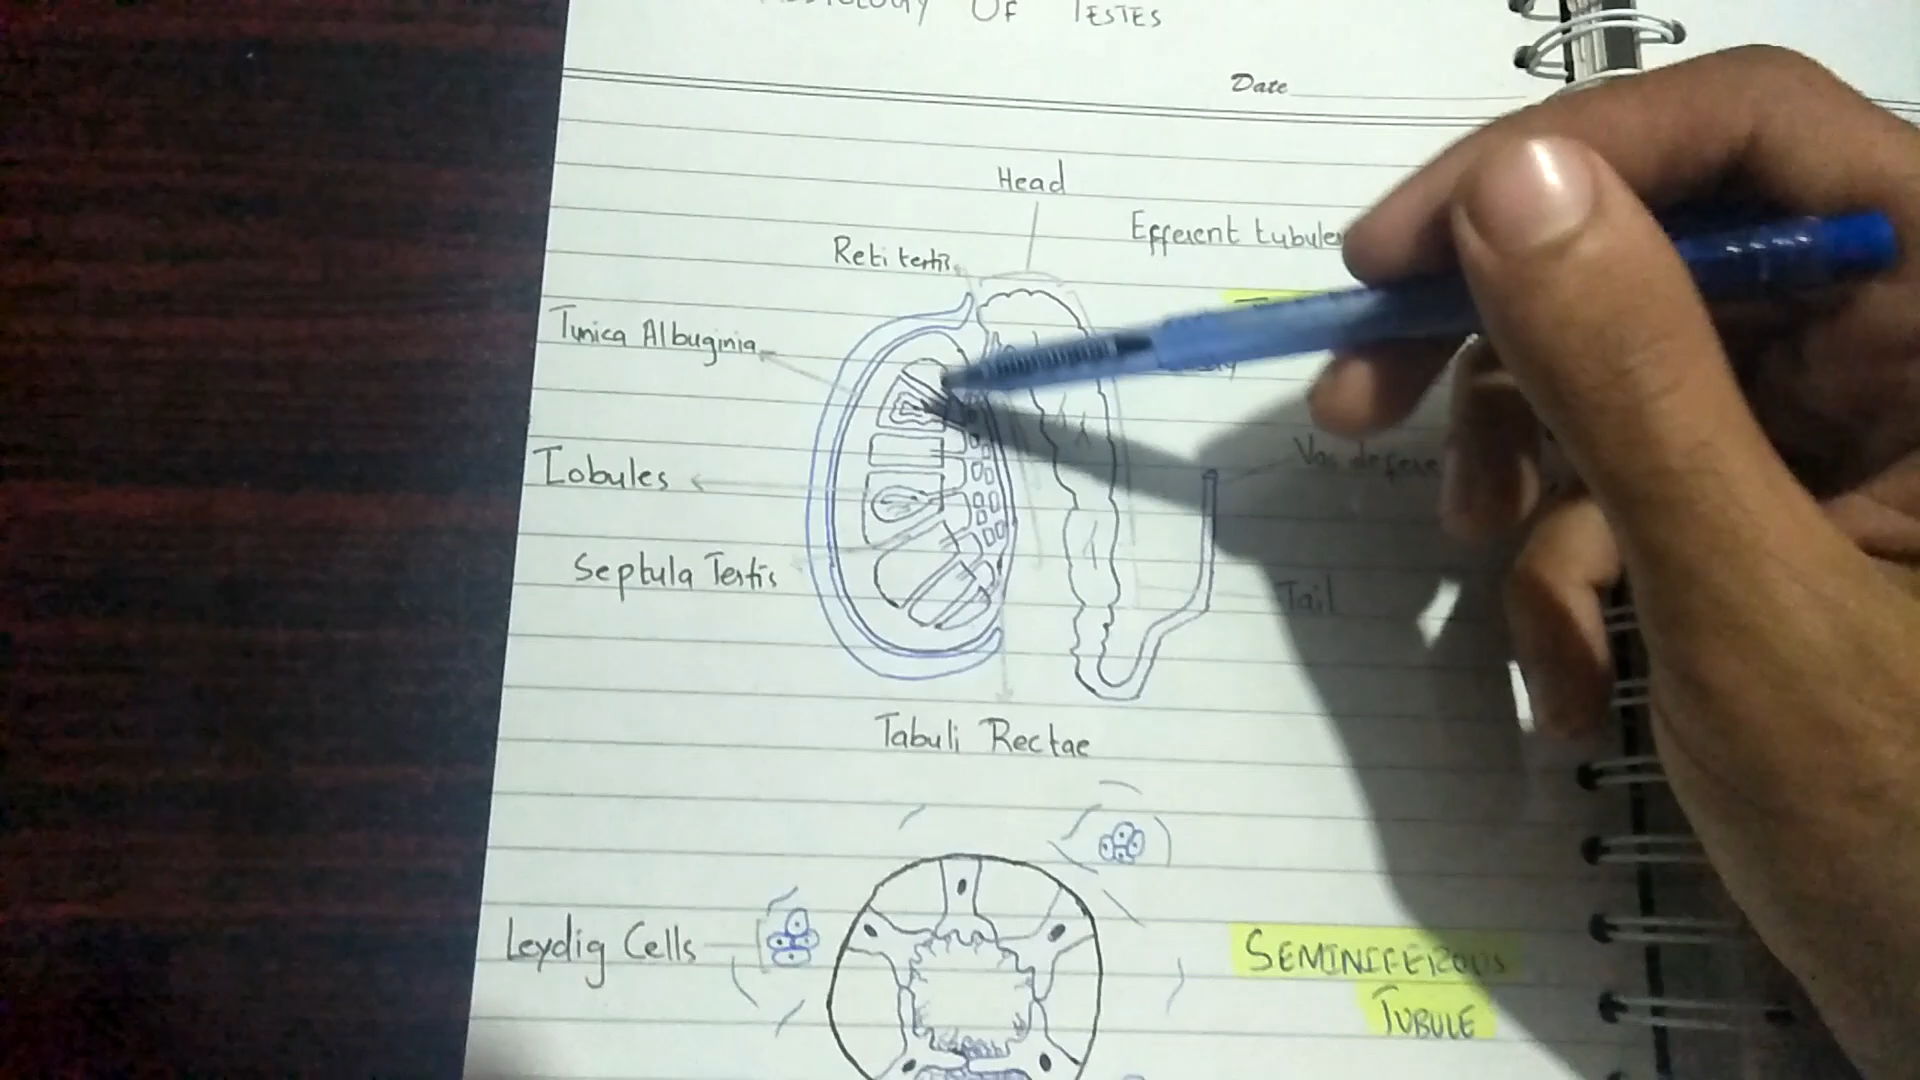 OF TESTES
Date
Head
Efferent tubules
Reti testis
Tunica Albuginia
Lobules
Septula Testis
Tail
Tabuli Rectae
Leydig Cells
SEMINIFEROUS
TUBULE